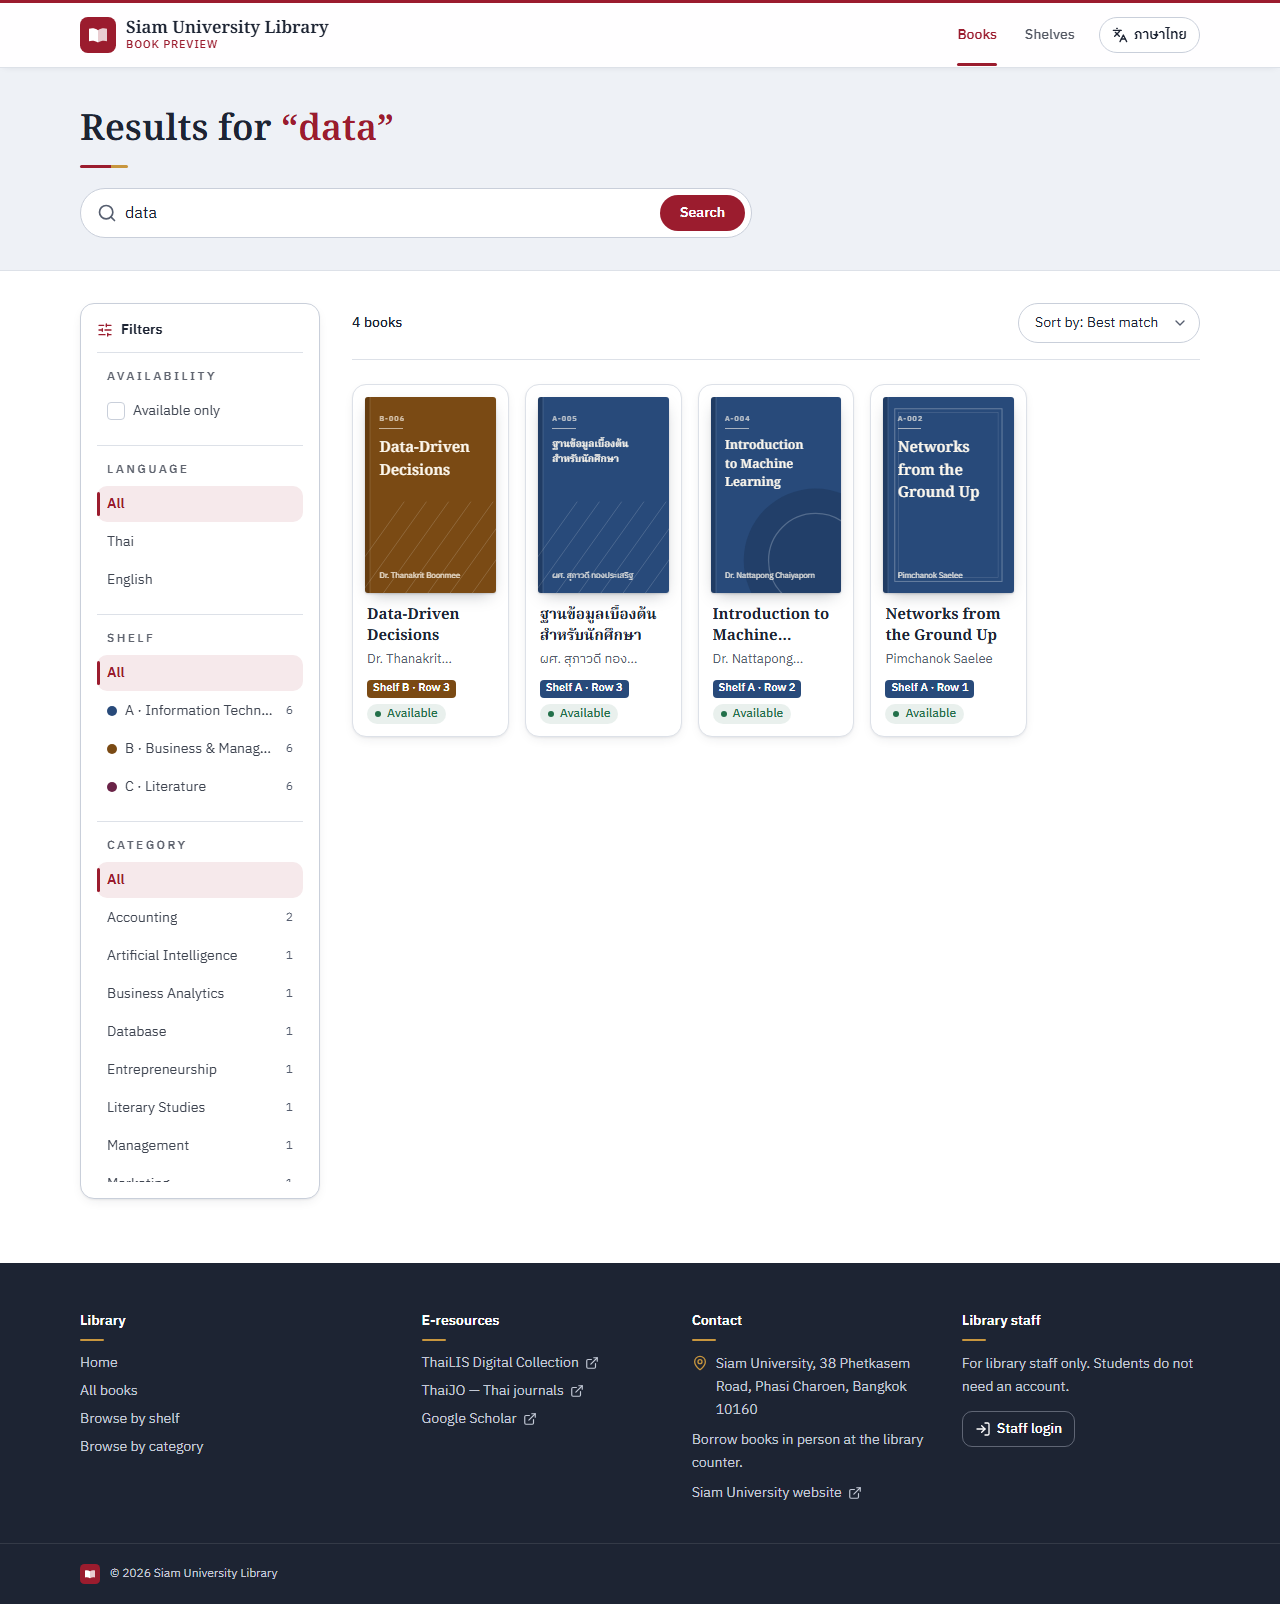 Siam University Library
BOOK PREVIEW
Books
Shelves
ภาษาไทย
Results for “data”
data
Search
Filters
AVAILABILITY
Available only
LANGUAGE
All
Thai
English
SHELF
All
A · Information Techn... 6
B · Business & Manag... 6
C · Literature 6
CATEGORY
All
Accounting 2
Artificial Intelligence 1
Business Analytics 1
Database 1
Entrepreneurship 1
Literary Studies 1
Management 1
4 books
Sort by: Best match
B-006
Data-Driven
Decisions
Dr. Thanakrit Boonmee
Data-Driven
Decisions
Dr. Thanakrit...
Shelf B · Row 3
Available
A-005
ฐานข้อมูลเบื้องต้น
สำหรับนักศึกษา
ผศ. สุภาวดี ทองประเสริฐ
ฐานข้อมูลเบื้องต้น
สำหรับนักศึกษา
ผศ. สุภาวดี ทอง...
Shelf A · Row 3
Available
A-004
Introduction
to Machine
Learning
Dr. Nattapong Chaiyaporn
Introduction to
Machine...
Dr. Nattapong...
Shelf A · Row 2
Available
A-002
Networks
from the
Ground Up
Pimchanok Saelee
Networks from
the Ground Up
Pimchanok Saelee
Shelf A · Row 1
Available
Library
Home
All books
Browse by shelf
Browse by category
E-resources
ThaiLIS Digital Collection
ThaiJO — Thai journals
Google Scholar
Contact
Siam University, 38 Phetkasem
Road, Phasi Charoen, Bangkok
10160
Borrow books in person at the library
counter.
Siam University website
Library staff
For library staff only. Students do not
need an account.
Staff login
© 2026 Siam University Library